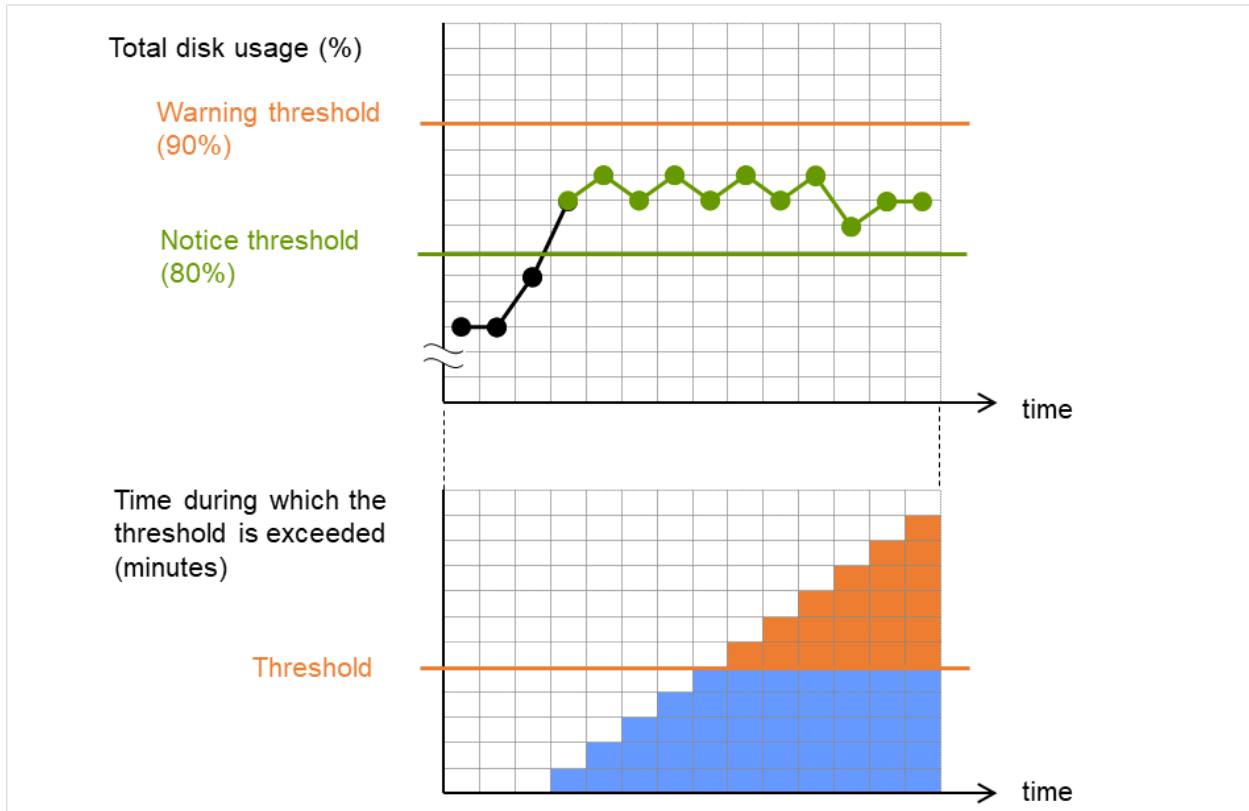 Total disk usage (%)
Warning threshold
(90%)
Notice threshold
(80%)
time
Time during which the
threshold is exceeded
(minutes)
Threshold
time